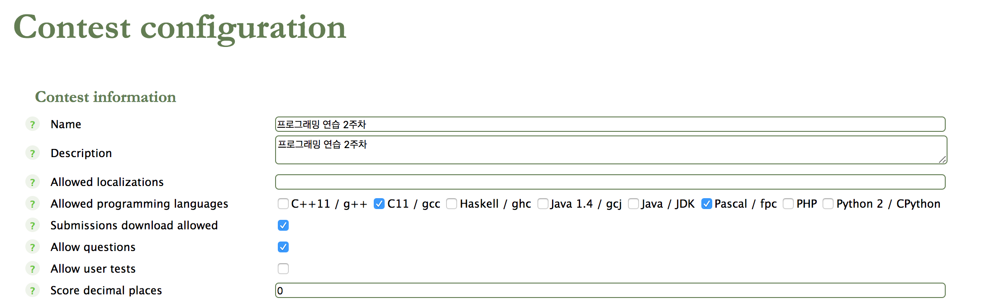 Contest configuration
Contest information
? Name 프로그래밍 연습 2주차
? Description 프로그래밍 연습 2주차
? Allowed localizations
? Allowed programming languages C++11 / g++ C11 / gcc Haskell / ghc Java 1.4 / gcj Java / JDK Pascal / fpc PHP Python 2 / CPython
? Submissions download allowed
? Allow questions
? Allow user tests
? Score decimal places 0